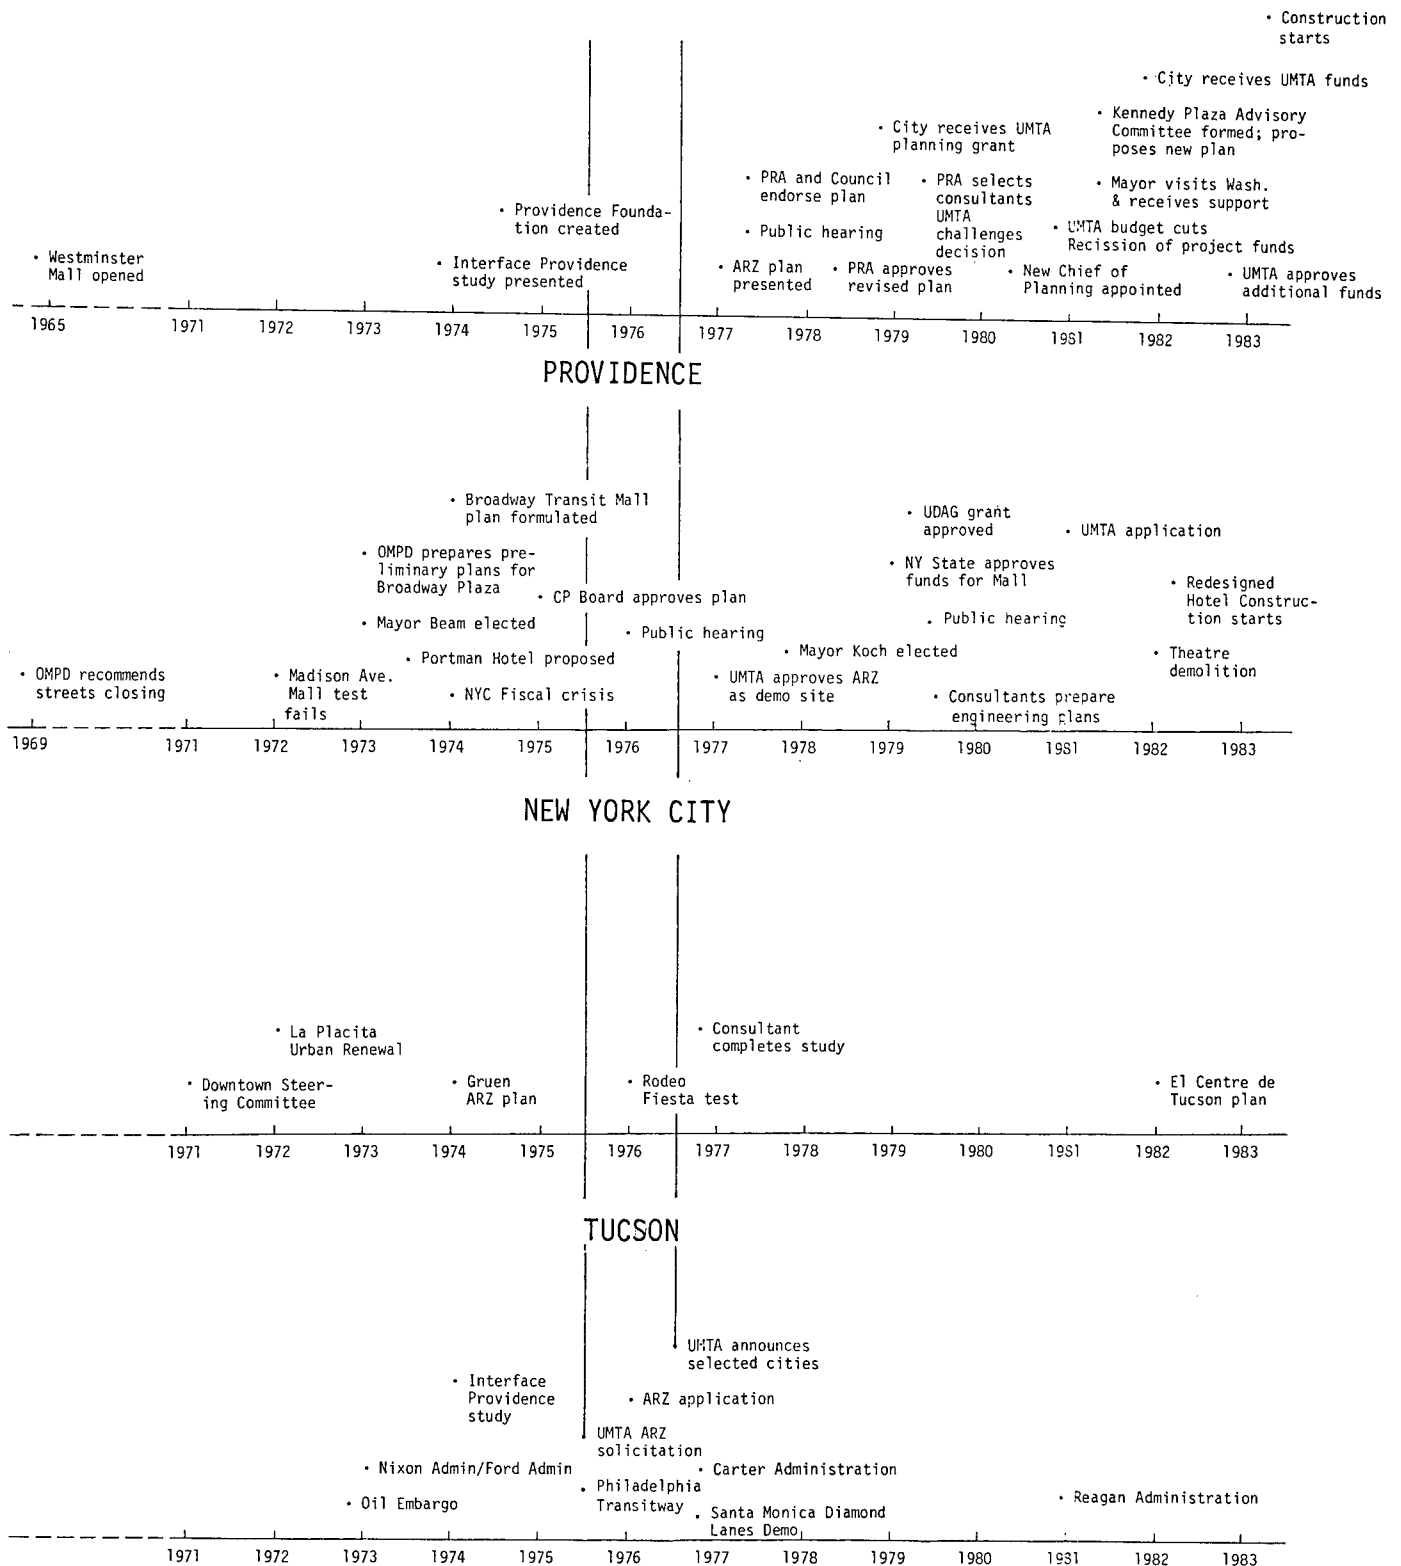 • Construction
starts
• City receives UMTA funds
• Kennedy Plaza Advisory
Committee formed; pro-
poses new plan
• City receives UMTA
planning grant
• PRA and Council
endorse plan
• PRA selects
consultants
UMTA
challenges
decision
• Mayor visits Wash.
& receives support
• Providence Founda-
tion created
• Public hearing
• UMTA budget cuts
Recission of project funds
• Westminster
Mall opened
• Interface Providence
study presented
• ARZ plan
presented
• PRA approves
revised plan
• New Chief of
Planning appointed
• UMTA approves
additional funds
1965 1971 1972 1973 1974 1975 1976 1977 1978 1979 1980 1981 1982 1983
PROVIDENCE
• Broadway Transit Mall
plan formulated
• UDAG grant
approved
• UMTA application
• OMPD prepares pre-
liminary plans for
Broadway Plaza
• NY State approves
funds for Mall
• Redesigned
Hotel Construc-
tion starts
• CP Board approves plan
• Mayor Beam elected
• Public hearing
• Public hearing
• Portman Hotel proposed
• Mayor Koch elected
• Theatre
demolition
• OMPD recommends
streets closing
• Madison Ave.
Mall test
fails
• NYC Fiscal crisis
• UMTA approves ARZ
as demo site
• Consultants prepare
engineering plans
1969 1971 1972 1973 1974 1975 1976 1977 1978 1979 1980 1981 1982 1983
NEW YORK CITY
• La Placita
Urban Renewal
• Consultant
completes study
• Downtown Steer-
ing Committee
• Gruen
ARZ plan
• Rodeo
Fiesta test
• El Centre de
Tucson plan
1971 1972 1973 1974 1975 1976 1977 1978 1979 1980 1981 1982 1983
TUCSON
UMTA announces
selected cities
• Interface
Providence
study
• ARZ application
UMTA ARZ
solicitation
• Nixon Admin/Ford Admin
• Carter Administration
• Philadelphia
Transitway
• Oil Embargo
• Santa Monica Diamond
Lanes Demo
• Reagan Administration
1971 1972 1973 1974 1975 1976 1977 1978 1979 1980 1981 1982 1983